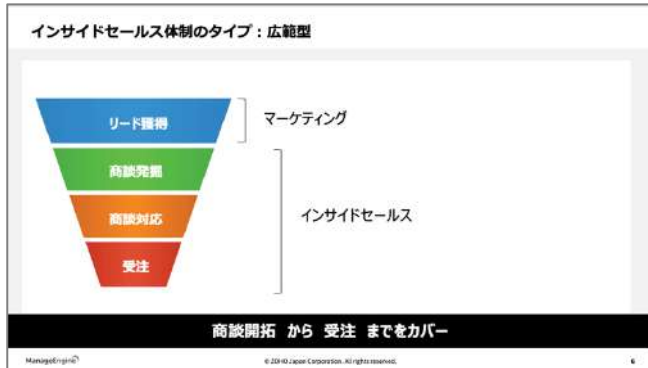 インサイドセールス体制のタイプ：広範型
リード獲得
マーケティング
商談発掘
商談対応
インサイドセールス
受注
商談開拓 から 受注 までをカバー
ManageEngine
© ZOHO Japan Corporation. All rights reserved.
6